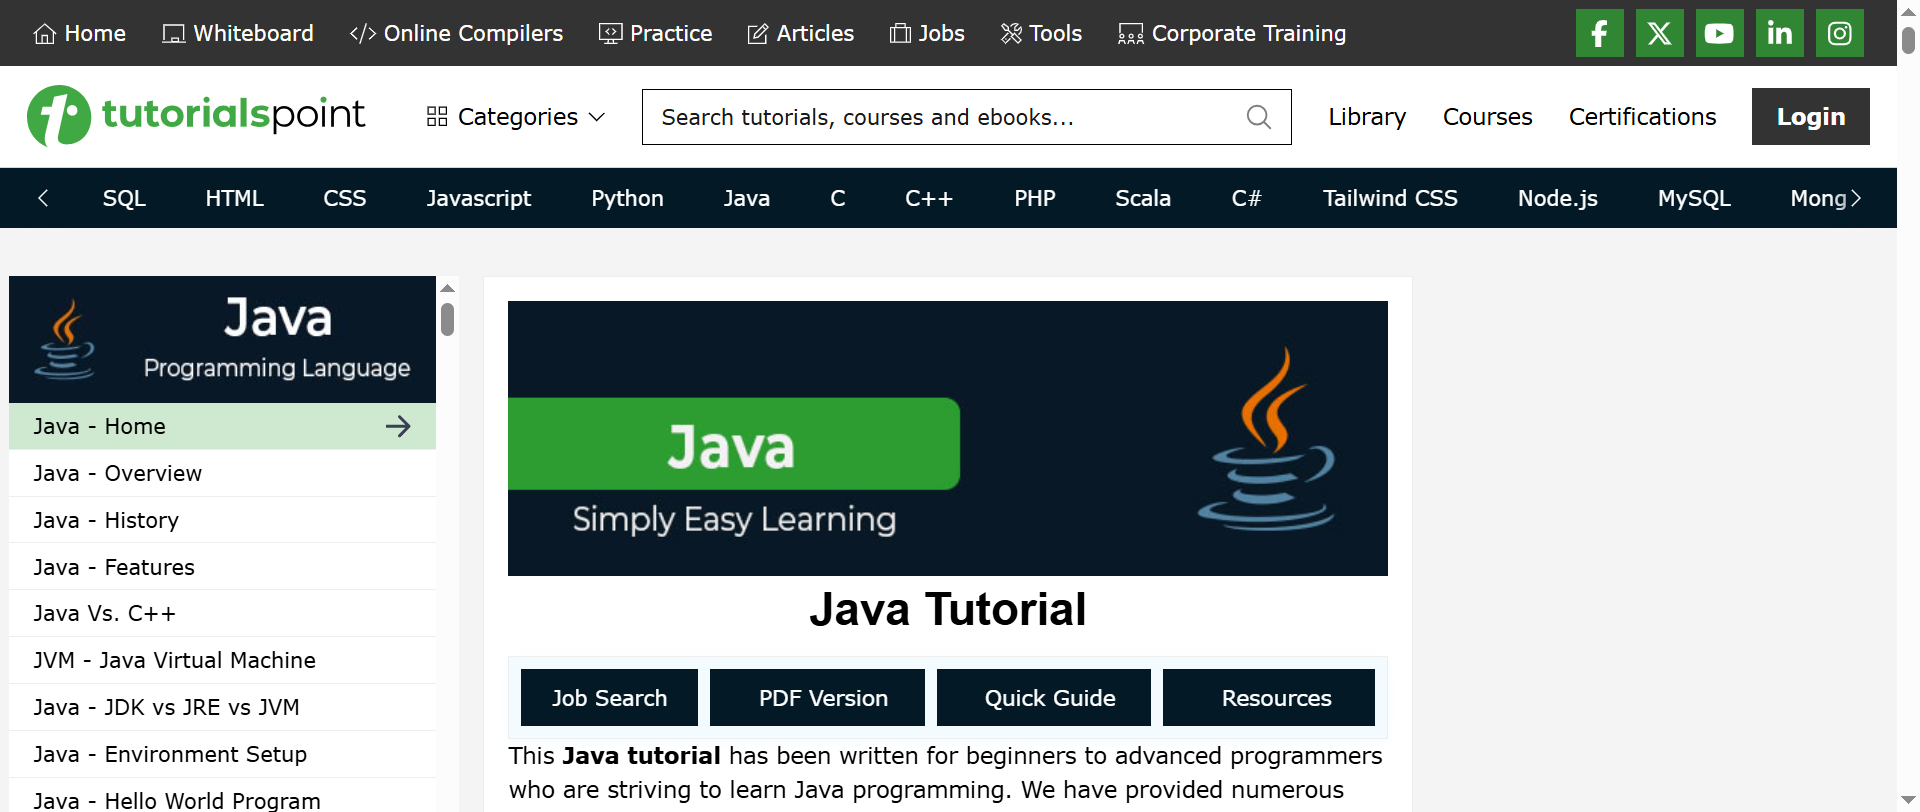 Home Whiteboard Online Compilers Practice Articles Jobs Tools Corporate Training
tutorialspoint Categories Search tutorials, courses and ebooks... Library Courses Certifications Login
SQL HTML CSS Javascript Python Java C C++ PHP Scala C# Tailwind CSS Node.js MySQL Mong
Java
Programming Language
Java - Home
Java - Overview
Java - History
Java - Features
Java Vs. C++
JVM - Java Virtual Machine
Java - JDK vs JRE vs JVM
Java - Environment Setup
Java - Hello World Program
Java
Simply Easy Learning
Java Tutorial
Job Search PDF Version Quick Guide Resources
This Java tutorial has been written for beginners to advanced programmers
who are striving to learn Java programming. We have provided numerous